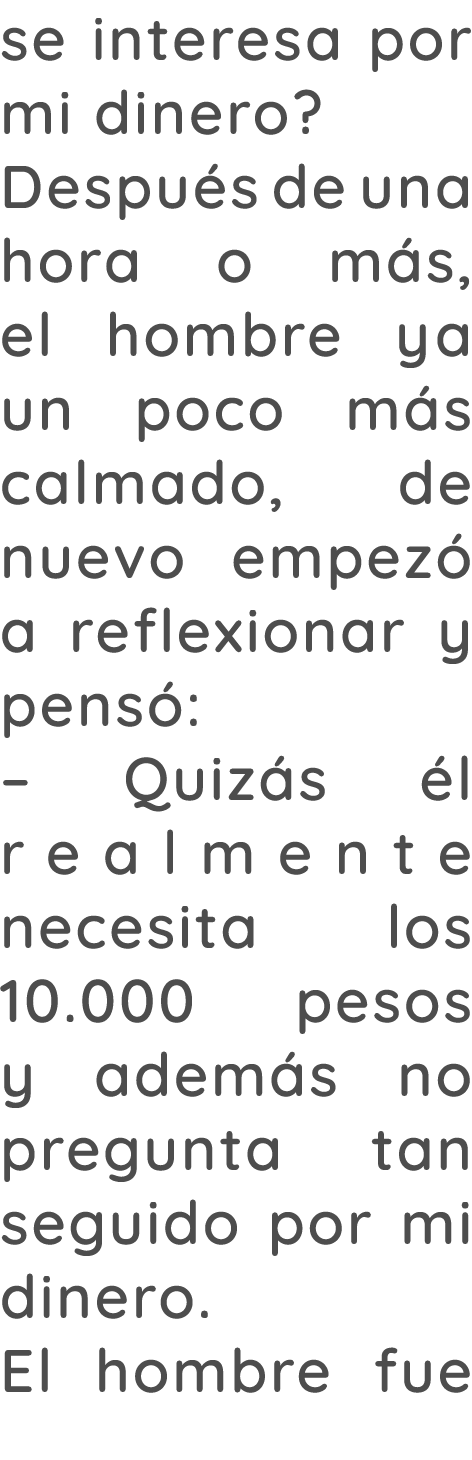 se interesa por
mi dinero?
Después de una
hora o más,
el hombre ya
un poco más
calmado, de
nuevo empezó
a reflexionar y
pensó:
– Quizás él
realmente
necesita los
10.000 pesos
y además no
pregunta tan
seguido por mi
dinero.
El hombre fue